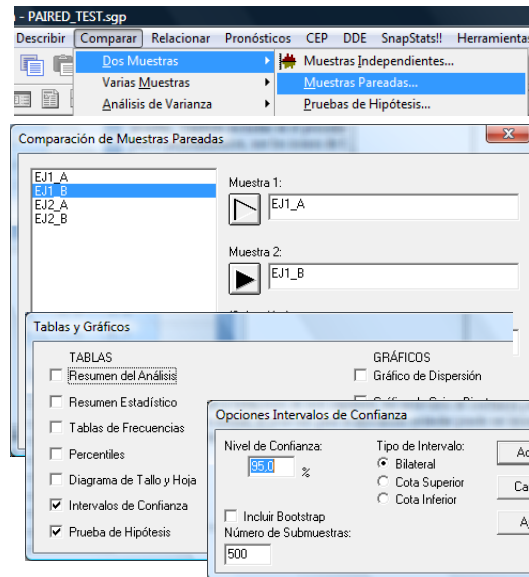 - PAIRED_TEST.sgp
Describir Comparar Relacionar Pronósticos CEP DDE SnapStats!! Herramientas
Dos Muestras
Muestras Independientes...
Varias Muestras
Muestras Pareadas...
Análisis de Varianza
Pruebas de Hipótesis...
Comparación de Muestras Pareadas
EJ1_A
EJ1_B
EJ2_A
EJ2_B
Muestra 1:
EJ1_A
Muestra 2:
EJ1_B
Tablas y Gráficos
TABLAS
Resumen del Análisis
Resumen Estadístico
Tablas de Frecuencias
Percentiles
Diagrama de Tallo y Hoja
Intervalos de Confianza
Prueba de Hipótesis
GRÁFICOS
Gráfico de Dispersión
Opciones Intervalos de Confianza
Nivel de Confianza:
95,0 %
Incluir Bootstrap
Número de Submuestras:
500
Tipo de Intervalo:
Bilateral
Cota Superior
Cota Inferior